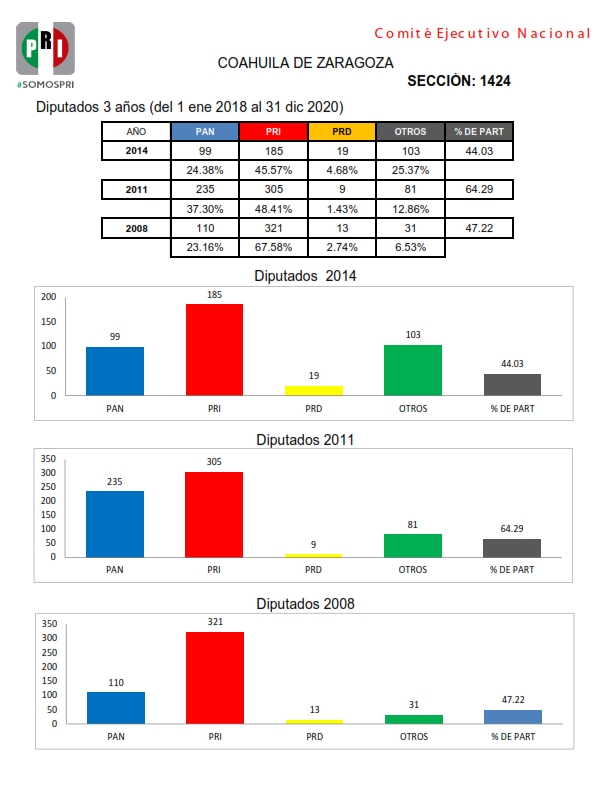 Comité Ejecutivo Nacional
PRI
#SOMOSPRI
COAHUILA DE ZARAGOZA
SECCIÓN: 1424
Diputados 3 años (del 1 ene 2018 al 31 dic 2020)
AÑO PAN PRI PRD OTROS % DE PART
2014 99 185 19 103 44.03
24.38% 45.57% 4.68% 25.37%
2011 235 305 9 81 64.29
37.30% 48.41% 1.43% 12.86%
2008 110 321 13 31 47.22
23.16% 67.58% 2.74% 6.53%
Diputados  2014
200
150
100
50
0
99 185 19 103 44.03
PAN PRI PRD OTROS % DE PART
Diputados 2011
350
300
250
200
150
100
50
0
235 305 9 81 64.29
PAN PRI PRD OTROS % DE PART
Diputados 2008
350
300
250
200
150
100
50
0
110 321 13 31 47.22
PAN PRI PRD OTROS % DE PART